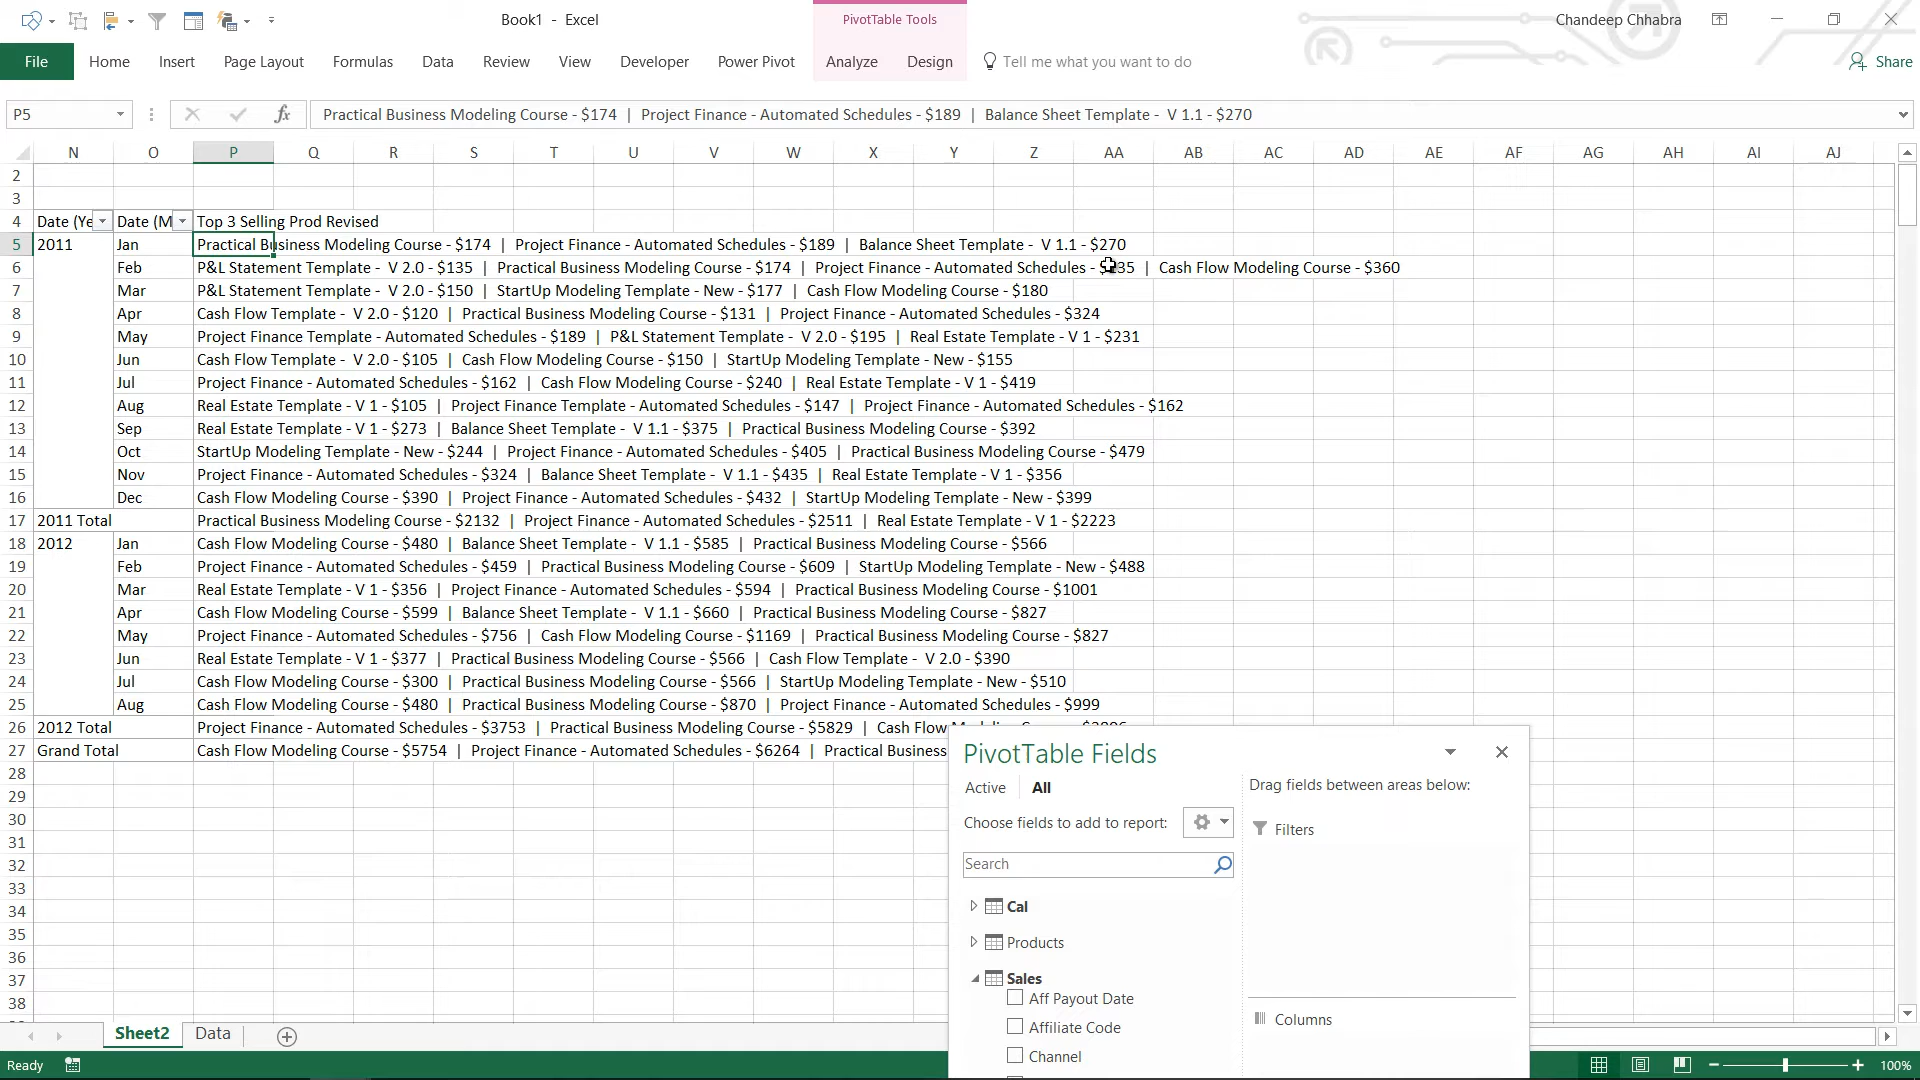 Book1 - Excel
PivotTable Tools
Chandeep Chhabra
File Home Insert Page Layout Formulas Data Review View Developer Power Pivot Analyze Design Tell me what you want to do Share
P5 fx Practical Business Modeling Course - $174 | Project Finance - Automated Schedules - $189 | Balance Sheet Template - V 1.1 - $270
N O P Q R S T U V W X Y Z AA AB AC AD AE AF AG AH AI AJ
2
3
4 Date (Ye Date (M Top 3 Selling Prod Revised
5 2011 Jan Practical Business Modeling Course - $174 | Project Finance - Automated Schedules - $189 | Balance Sheet Template - V 1.1 - $270
6 Feb P&L Statement Template - V 2.0 - $135 | Practical Business Modeling Course - $174 | Project Finance - Automated Schedules - | Cash Flow Modeling Course - $360
7 Mar P&L Statement Template - V 2.0 - $150 | StartUp Modeling Template - New - $177 | Cash Flow Modeling Course - $180
8 Apr Cash Flow Template - V 2.0 - $120 | Practical Business Modeling Course - $131 | Project Finance - Automated Schedules - $324
9 May Project Finance Template - Automated Schedules - $189 | P&L Statement Template - V 2.0 - $195 | Real Estate Template - V 1 - $231
10 Jun Cash Flow Template - V 2.0 - $105 | Cash Flow Modeling Course - $150 | StartUp Modeling Template - New - $155
11 Jul Project Finance - Automated Schedules - $162 | Cash Flow Modeling Course - $240 | Real Estate Template - V 1 - $419
12 Aug Real Estate Template - V 1 - $105 | Project Finance Template - Automated Schedules - $147 | Project Finance - Automated Schedules - $162
13 Sep Real Estate Template - V 1 - $273 | Balance Sheet Template - V 1.1 - $375 | Practical Business Modeling Course - $392
14 Oct StartUp Modeling Template - New - $244 | Project Finance - Automated Schedules - $405 | Practical Business Modeling Course - $479
15 Nov Project Finance - Automated Schedules - $324 | Balance Sheet Template - V 1.1 - $435 | Real Estate Template - V 1 - $356
16 Dec Cash Flow Modeling Course - $390 | Project Finance - Automated Schedules - $432 | StartUp Modeling Template - New - $399
17 2011 Total Practical Business Modeling Course - $2132 | Project Finance - Automated Schedules - $2511 | Real Estate Template - V 1 - $2223
18 2012 Jan Cash Flow Modeling Course - $480 | Balance Sheet Template - V 1.1 - $585 | Practical Business Modeling Course - $566
19 Feb Project Finance - Automated Schedules - $459 | Practical Business Modeling Course - $609 | StartUp Modeling Template - New - $488
20 Mar Real Estate Template - V 1 - $356 | Project Finance - Automated Schedules - $594 | Practical Business Modeling Course - $1001
21 Apr Cash Flow Modeling Course - $599 | Balance Sheet Template - V 1.1 - $660 | Practical Business Modeling Course - $827
22 May Project Finance - Automated Schedules - $756 | Cash Flow Modeling Course - $1169 | Practical Business Modeling Course - $827
23 Jun Real Estate Template - V 1 - $377 | Practical Business Modeling Course - $566 | Cash Flow Template - V 2.0 - $390
24 Jul Cash Flow Modeling Course - $300 | Practical Business Modeling Course - $566 | StartUp Modeling Template - New - $510
25 Aug Cash Flow Modeling Course - $480 | Practical Business Modeling Course - $870 | Project Finance - Automated Schedules - $999
26 2012 Total Project Finance - Automated Schedules - $3753 | Practical Business Modeling Course - $5829 | Cash Flow
27 Grand Total Cash Flow Modeling Course - $5754 | Project Finance - Automated Schedules - $6264 | Practical Business
28
29
30
31
32
33
34
35
36
37
38
PivotTable Fields
Active All
Choose fields to add to report:
Search
Cal
Products
Sales
Aff Payout Date
Affiliate Code
Channel
Drag fields between areas below:
Filters
Columns
Sheet2 Data
Ready 100%